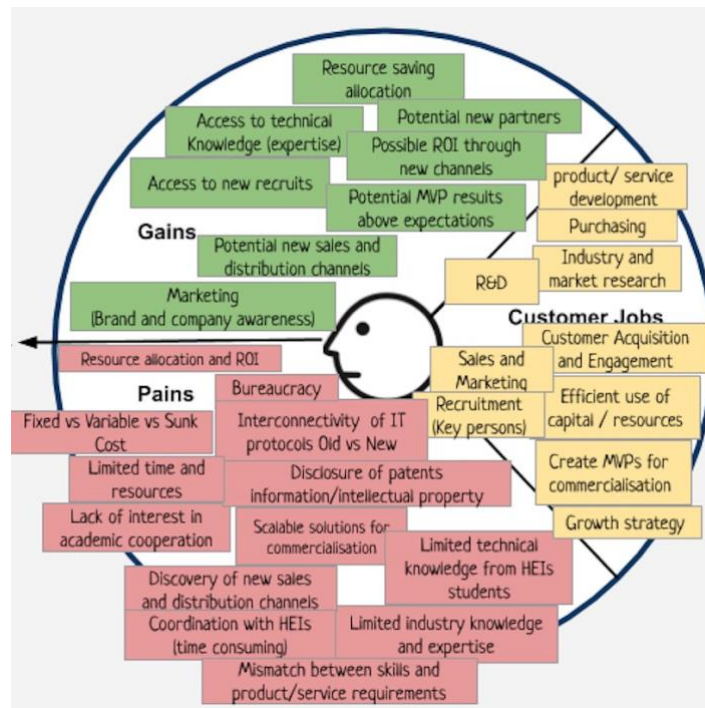 Resource saving
allocation
Potential new partners
Access to technical
Knowledge (expertise)
Possible ROI through
new channels
Access to new recruits
Potential MVP results
above expectations
Gains
Potential new sales and
distribution channels
Marketing
(Brand and company awareness)
product/ service
development
Purchasing
Industry and
market research
R&D
Customer Jobs
Customer Acquisition
and Engagement
Sales and
Marketing
Recruitment
(Key persons)
Efficient use of
capital / resources
Create MVPs for
commercialisation
Growth strategy
Resource allocation and ROI
Pains
Bureaucracy
Fixed vs Variable vs Sunk
Cost
Interconnectivity of IT
protocols Old vs New
Limited time and
resources
Disclosure of patents
information/intellectual property
Lack of interest in
academic cooperation
Scalable solutions for
commercialisation
Limited technical
knowledge from HEIs
students
Discovery of new sales
and distribution channels
Coordination with HEIs
(time consuming)
Limited industry knowledge
and expertise
Mismatch between skills and
product/service requirements